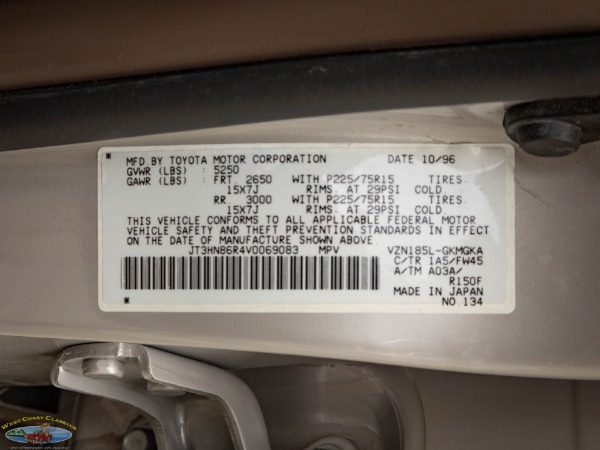 * MFD.BY TOYOTA MOTOR CORPORATION DATE 10/96
GVWR (LBS) : 5250
GAWR (LBS) : FRT 2650 WITH P225/75R15 TIRES.
15X7J RIMS. AT 29PSI COLD.
RR 3000 WITH P225/75R15 TIRES.
15X7J RIMS. AT 29PSI COLD.
THIS VEHICLE CONFORMS TO ALL APPLICABLE FEDERAL MOTOR
VEHICLE SAFETY AND THEFT PREVENTION STANDARDS IN EFFECT
ON THE DATE OF MANUFACTURE SHOWN ABOVE.
JT3HN86R4V0069083 MPV VZN185L-GKMGKA
C/TR 1A5/FW45
A/TM A03A/
R150F
MADE IN JAPAN
* NO 134
WEST COAST CLASSICS